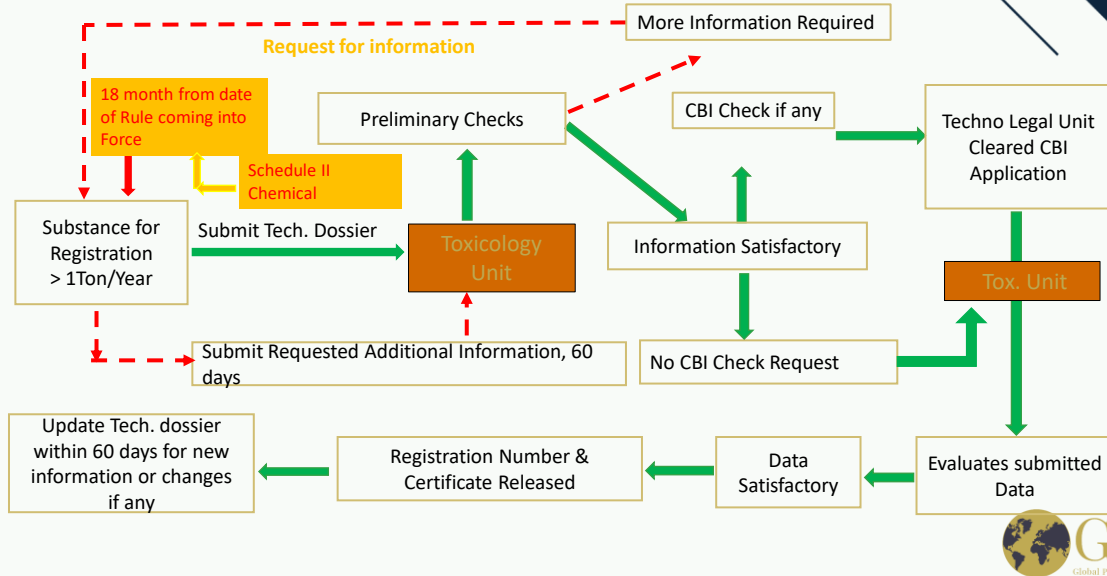 More Information Required
Request for information
18 month from date
of Rule coming into
Force
Schedule II
Chemical
Preliminary Checks
CBI Check if any
Techno Legal Unit
Cleared CBI
Application
Substance for
Registration
> 1Ton/Year
Submit Tech. Dossier
Toxicology
Unit
Information Satisfactory
Tox. Unit
Submit Requested Additional Information, 60
days
No CBI Check Request
Update Tech. dossier
within 60 days for new
information or changes
if any
Registration Number &
Certificate Released
Data
Satisfactory
Evaluates submitted
Data
G
Global P